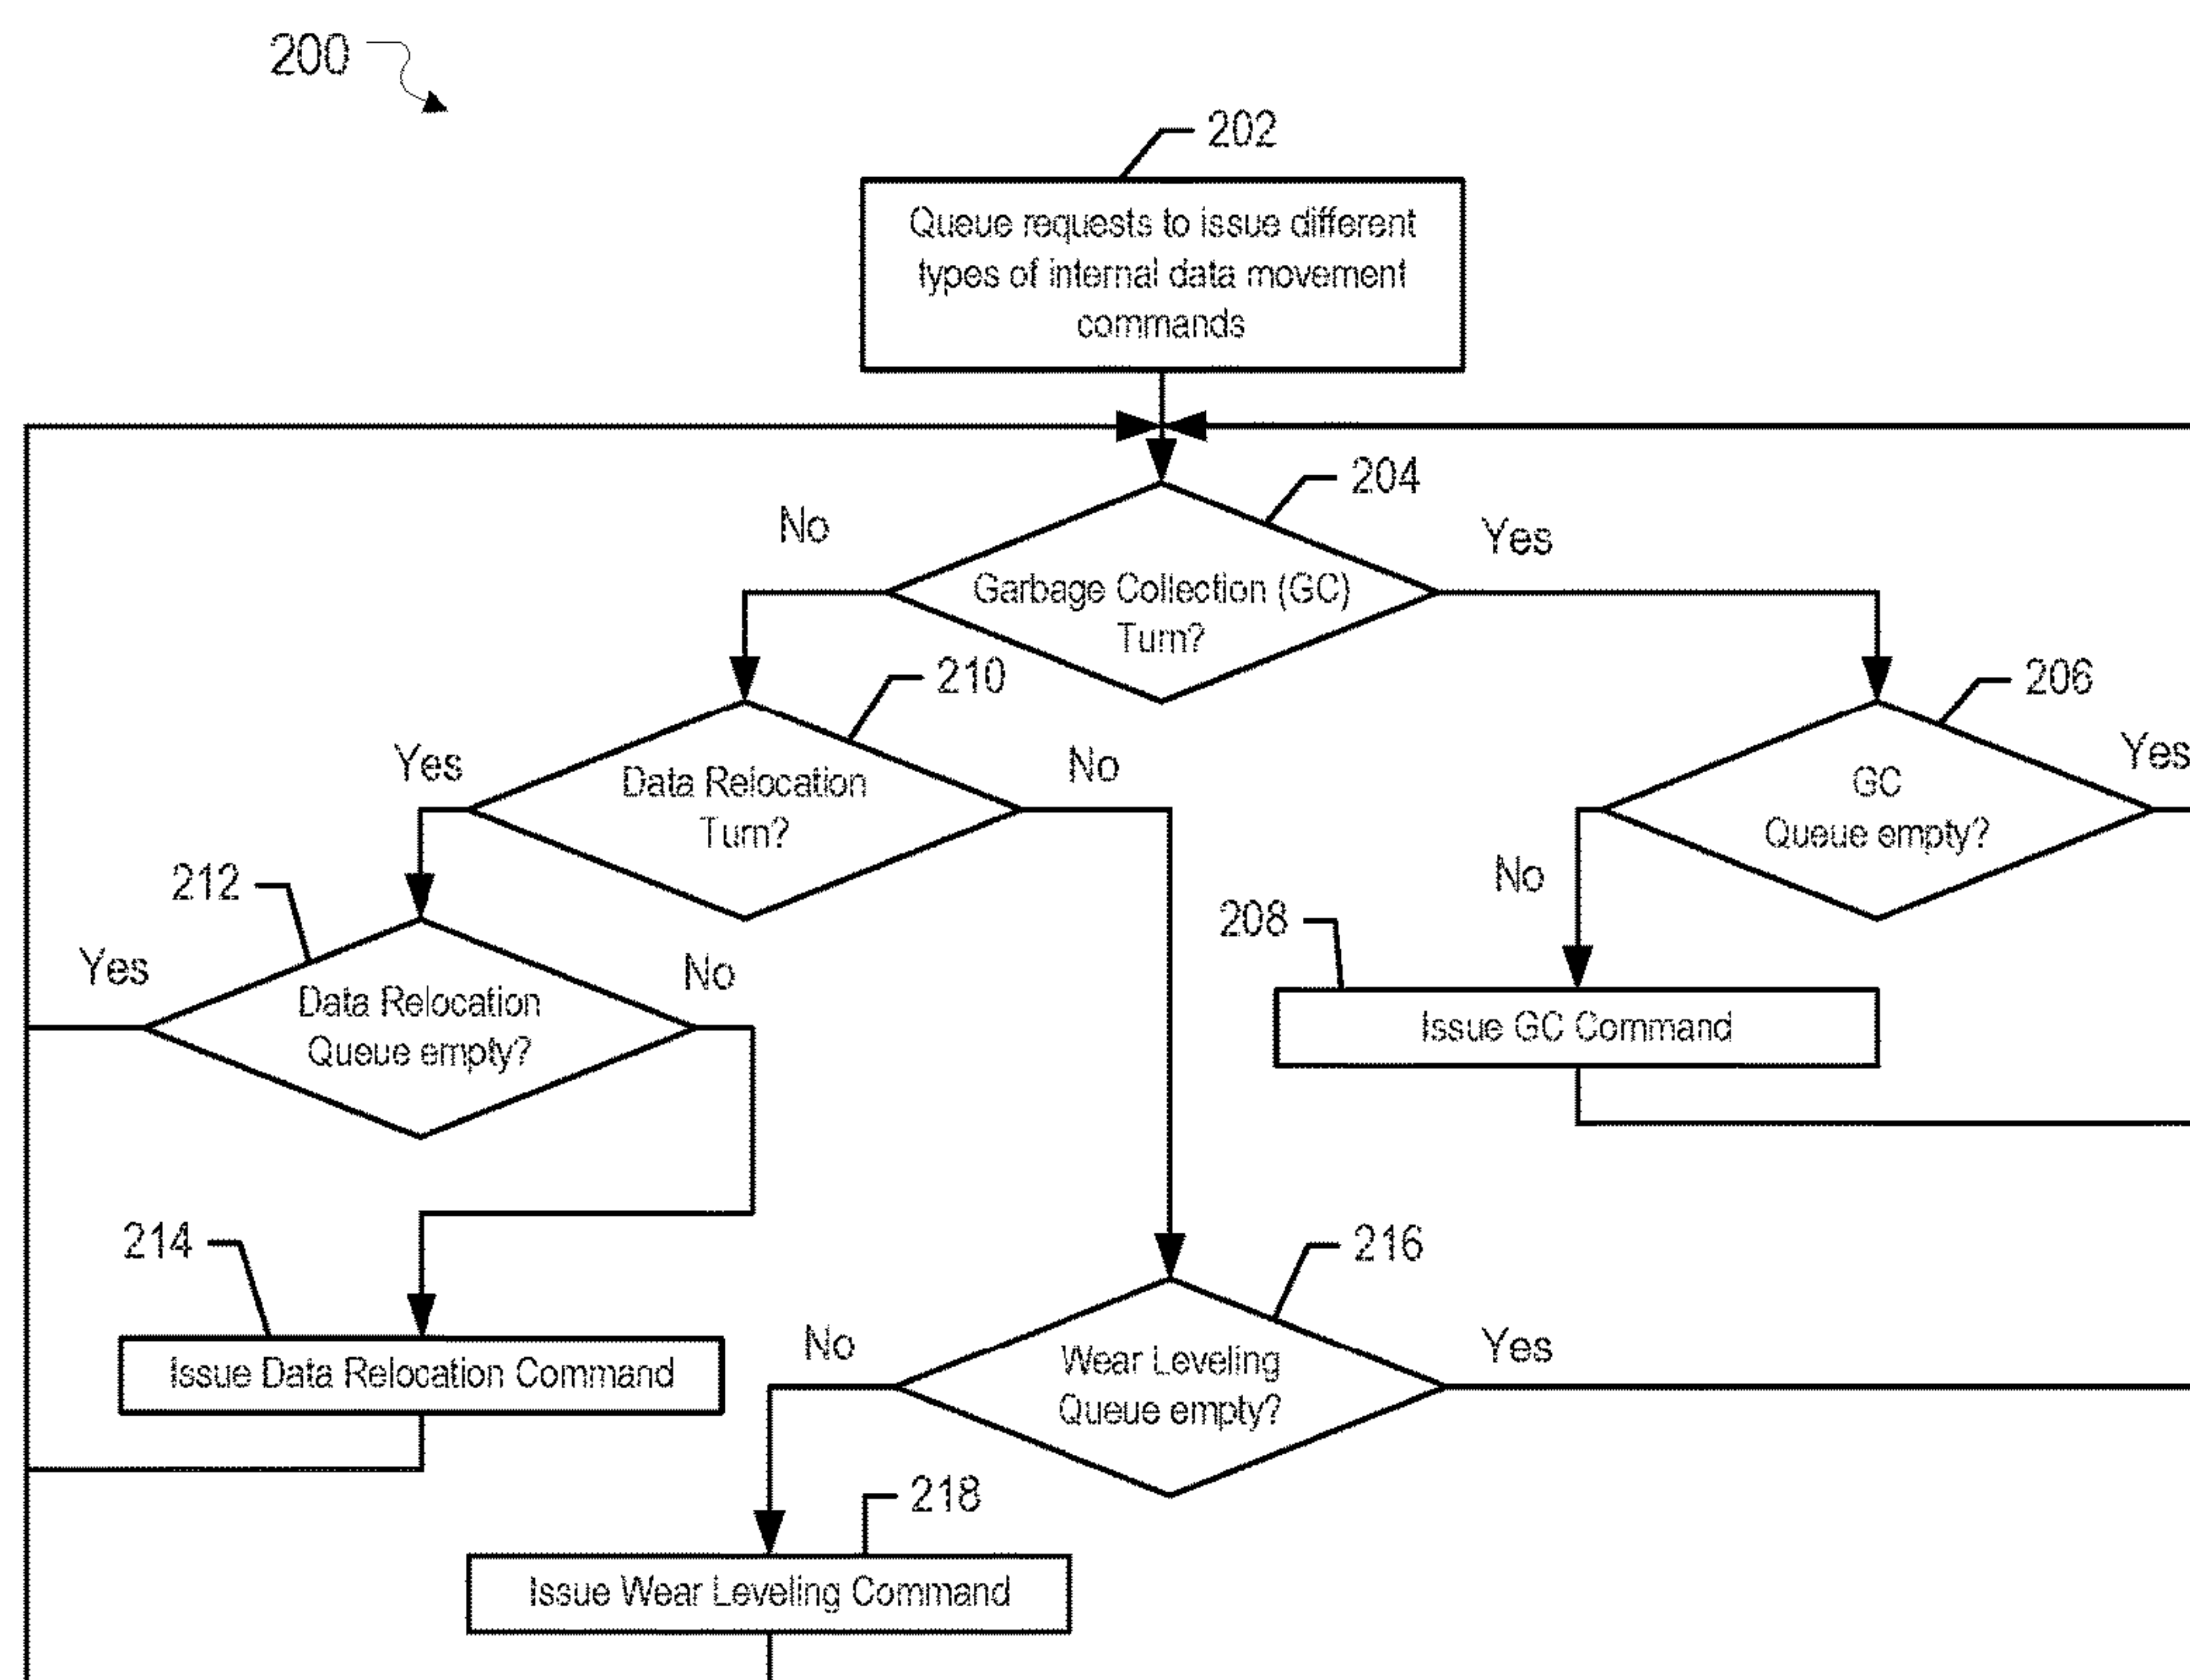 200
202
Queue requests to issue different
types of internal data movement
commands
204
No
Yes
Garbage Collection (GC)
Turn?
210
206
Yes
No
Yes
Data Relocation
Turn?
GC
Queue empty?
212
No
208
Yes
No
Data Relocation
Queue empty?
Issue GC Command
214
216
No
Yes
Issue Data Relocation Command
Wear Leveling
Queue empty?
218
Issue Wear Leveling Command